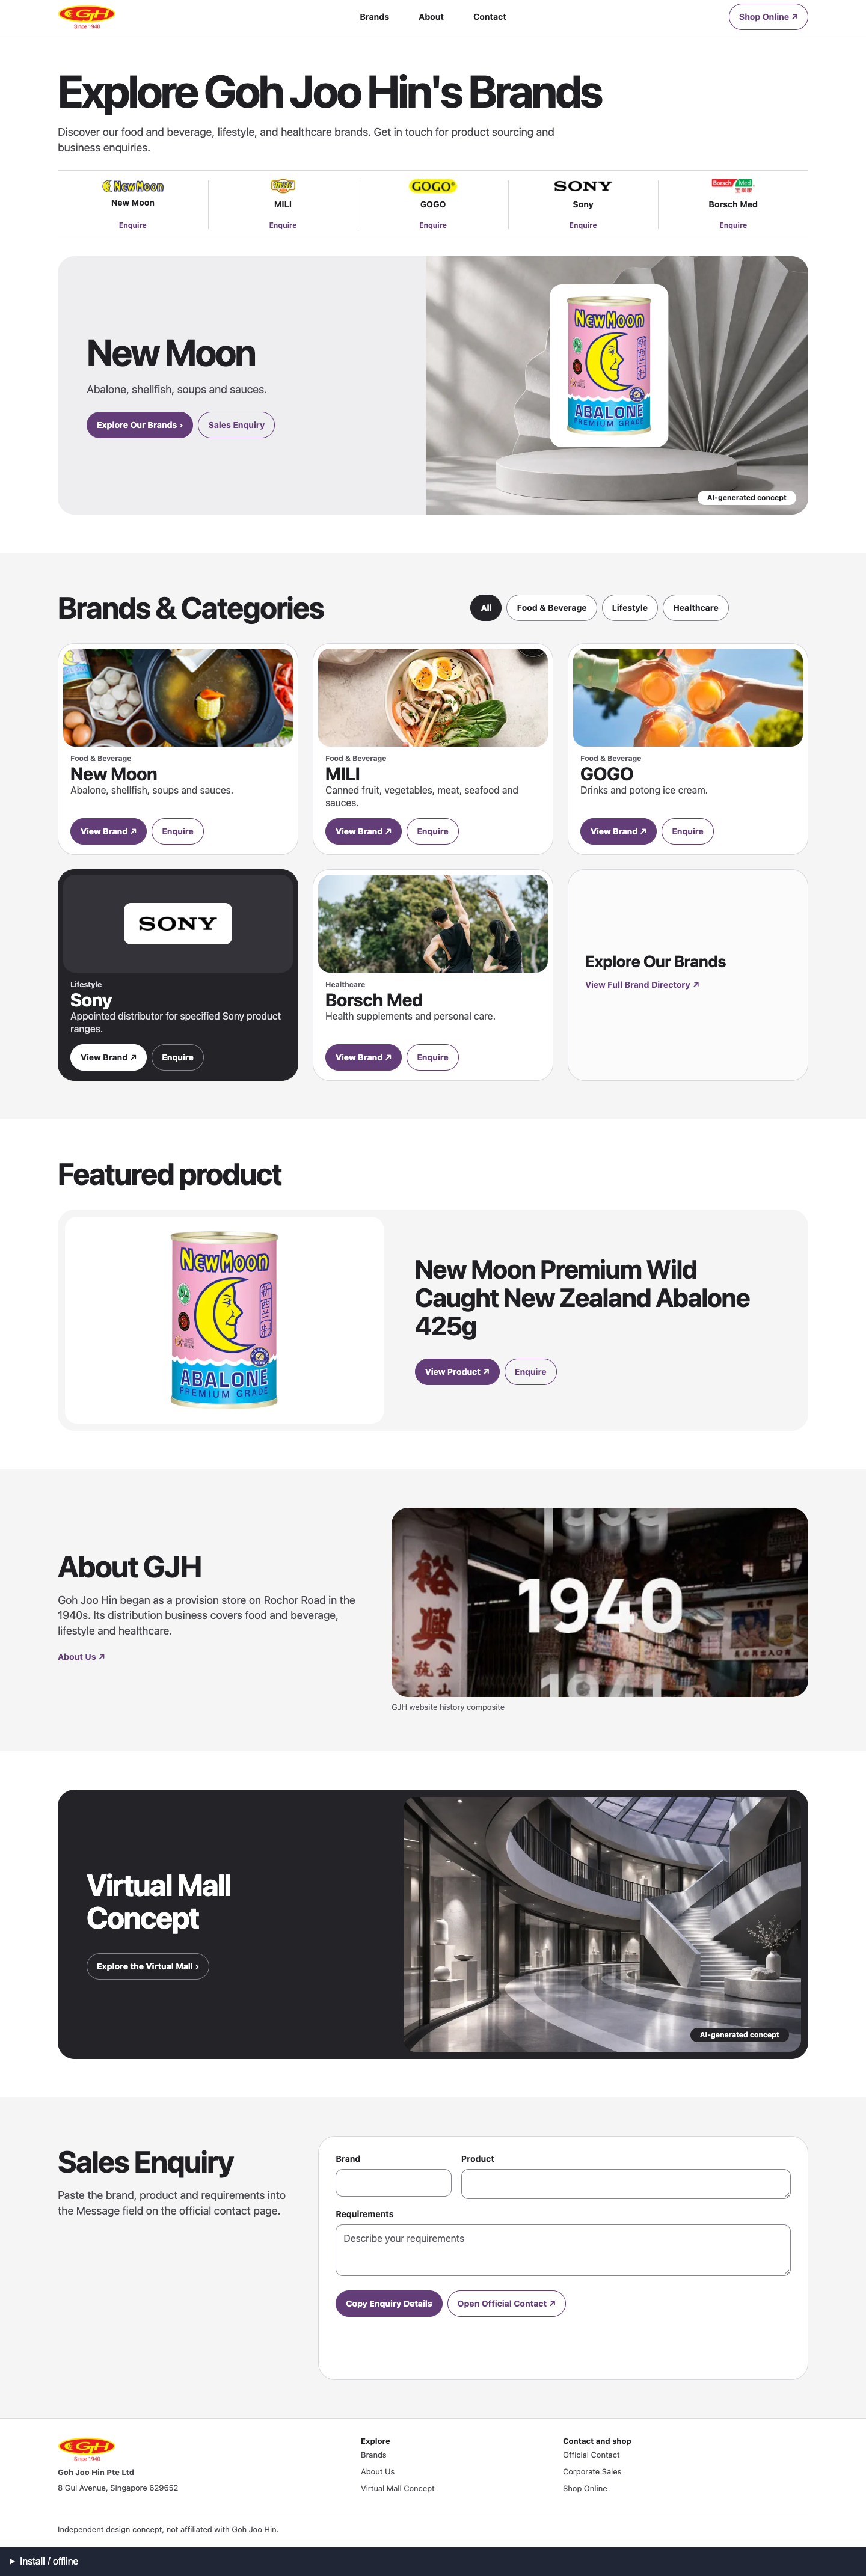 GJH
Since 1940
Brands
About
Contact
Shop Online ↗
Explore Goh Joo Hin's Brands
Discover our food and beverage, lifestyle, and healthcare brands. Get in touch for product sourcing and
business enquiries.
NewMoon
New Moon
Enquire
MILI
MILI
Enquire
GOGO
GOGO
Enquire
SONY
Sony
Enquire
Borsch Med
Borsch Med
Enquire
New Moon
Abalone, shellfish, soups and sauces.
Explore Our Brands ›
Sales Enquiry
NewMoon
ABALONE
PREMIUM GRADE
AI-generated concept
Brands & Categories
All
Food & Beverage
Lifestyle
Healthcare
Food & Beverage
New Moon
Abalone, shellfish, soups and sauces.
View Brand ↗
Enquire
Food & Beverage
MILI
Canned fruit, vegetables, meat, seafood and
sauces.
View Brand ↗
Enquire
Food & Beverage
GOGO
Drinks and potong ice cream.
View Brand ↗
Enquire
SONY
Lifestyle
Sony
Appointed distributor for specified Sony product
ranges.
View Brand ↗
Enquire
Healthcare
Borsch Med
Health supplements and personal care.
View Brand ↗
Enquire
Explore Our Brands
View Full Brand Directory ↗
Featured product
NewMoon
ABALONE
PREMIUM GRADE
New Moon Premium Wild
Caught New Zealand Abalone
425g
View Product ↗
Enquire
About GJH
Goh Joo Hin began as a provision store on Rochor Road in the
1940s. Its distribution business covers food and beverage,
lifestyle and healthcare.
About Us ↗
裕興
1940
GJH website history composite
Virtual Mall
Concept
Explore the Virtual Mall ›
AI-generated concept
Sales Enquiry
Paste the brand, product and requirements into
the Message field on the official contact page.
Brand
Product
Requirements
Describe your requirements
Copy Enquiry Details
Open Official Contact ↗
GJH
Since 1940
Goh Joo Hin Pte Ltd
8 Gul Avenue, Singapore 629652
Explore
Brands
About Us
Virtual Mall Concept
Contact and shop
Official Contact
Corporate Sales
Shop Online
Independent design concept, not affiliated with Goh Joo Hin.
▶ Install / offline